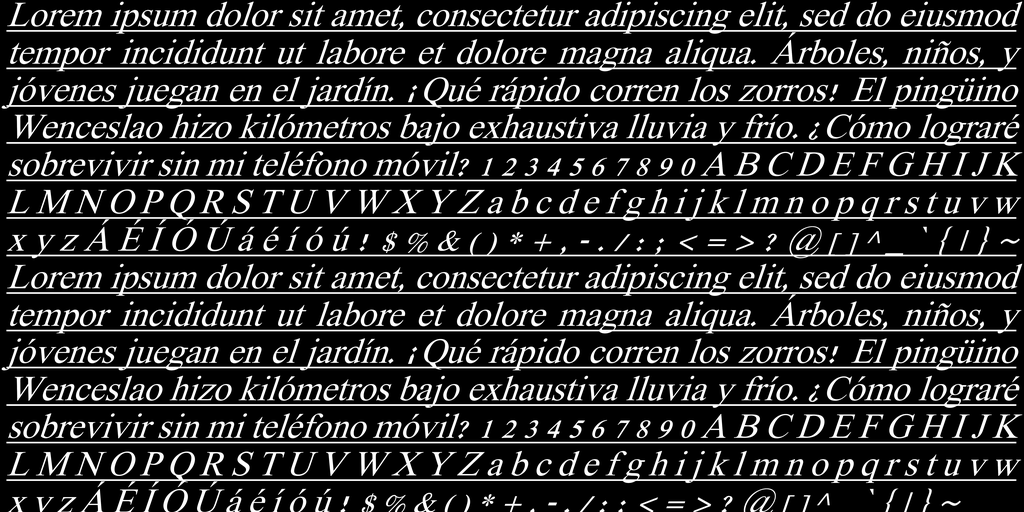 Lorem ipsum dolor sit amet, consectetur adipiscing elit, sed do eiusmod
tempor incididunt ut labore et dolore magna aliqua. Árboles, niños, y
jóvenes juegan en el jardín. ¡Qué rápido corren los zorros! El pingüino
Wenceslao hizo kilómetros bajo exhaustiva lluvia y frío. ¿Cómo lograré
sobrevivir sin mi teléfono móvil? 1 2 3 4 5 6 7 8 9 0 A B C D E F G H I J K
L M N O P Q R S T U V W X Y Z a b c d e f g h i j k l m n o p q r s t u v w
x y z Á É Í Ó Ú á é í ó ú ! $ % & ( ) * + , - . / : ; < = > ? @ [ ] ^ _ ` { | } ~
Lorem ipsum dolor sit amet, consectetur adipiscing elit, sed do eiusmod
tempor incididunt ut labore et dolore magna aliqua. Árboles, niños, y
jóvenes juegan en el jardín. ¡Qué rápido corren los zorros! El pingüino
Wenceslao hizo kilómetros bajo exhaustiva lluvia y frío. ¿Cómo lograré
sobrevivir sin mi teléfono móvil? 1 2 3 4 5 6 7 8 9 0 A B C D E F G H I J K
L M N O P Q R S T U V W X Y Z a b c d e f g h i j k l m n o p q r s t u v w
x y z Á É Í Ó Ú á é í ó ú ! $ % & ( ) * + , - . / : ; < = > ? @ [ ] ^ ` { | } ~